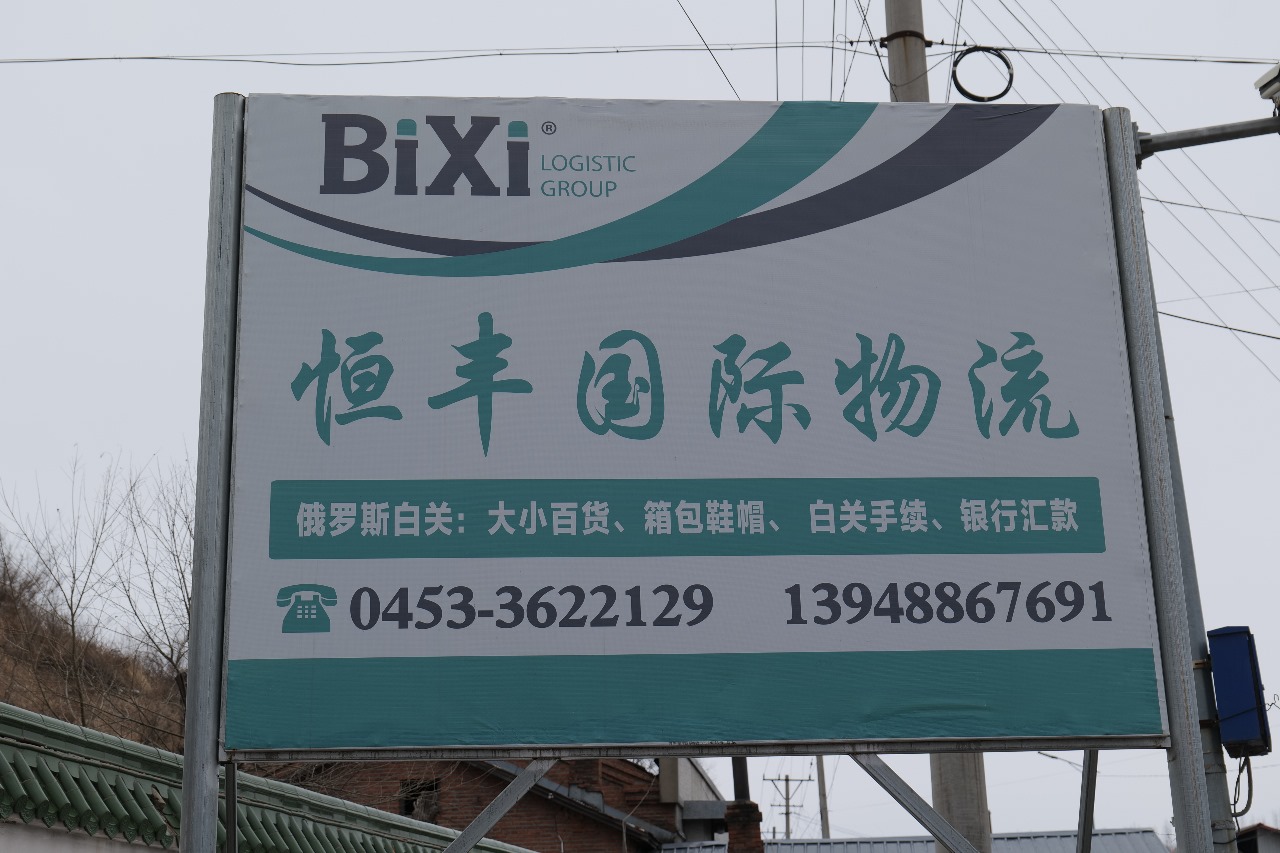 BiXi®
LOGISTIC
GROUP
恒丰国际物流
俄罗斯白关：大小百货、箱包鞋帽、白关手续、银行汇款
0453-3622129 13948867691